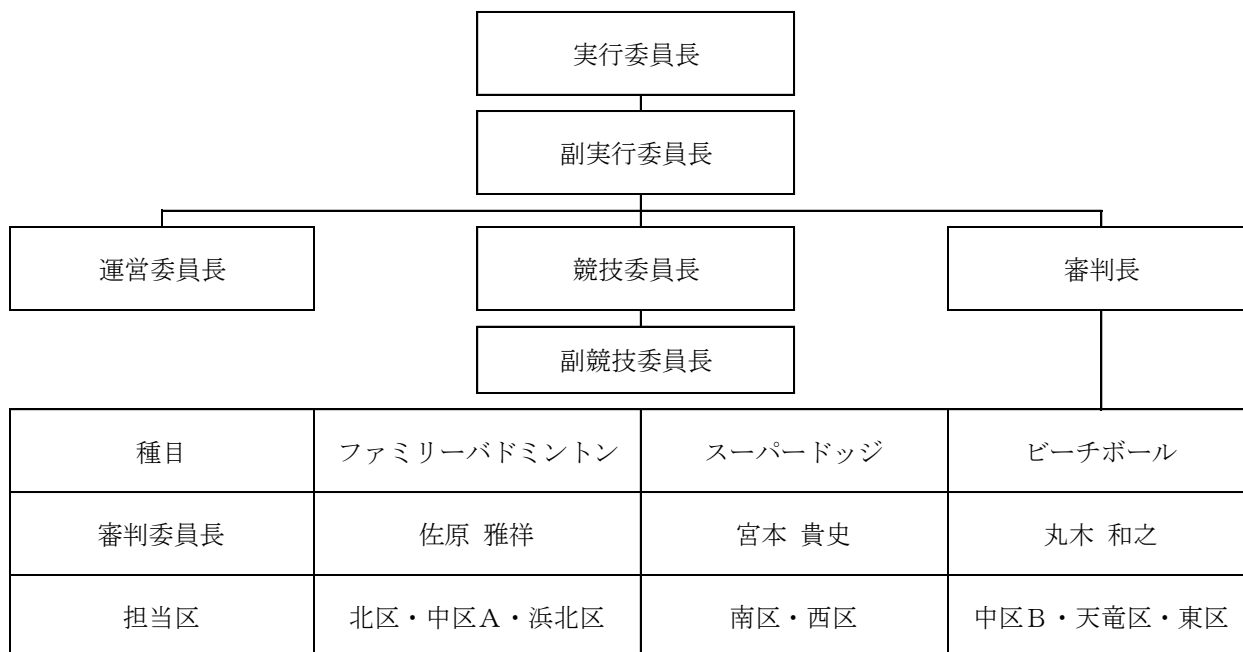 実行委員長
副実行委員長
運営委員長 競技委員長 審判長
副競技委員長
種目 ファミリーバドミントン スーパードッジ ビーチボール
審判委員長 佐原 雅祥 宮本 貴史 丸木 和之
担当区 北区・中区A・浜北区 南区・西区 中区B・天竜区・東区